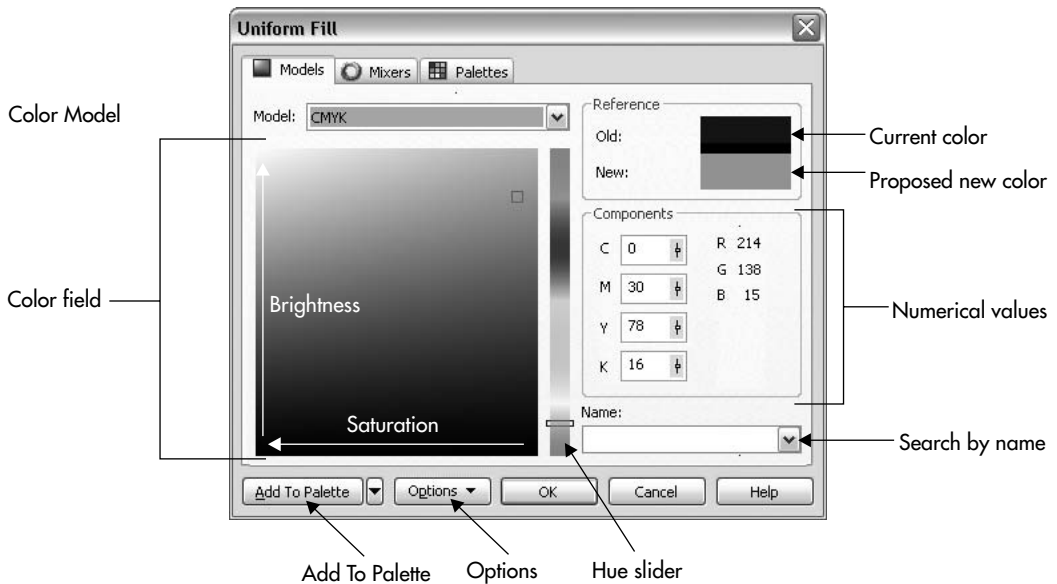 Uniform Fill
Models
Mixers
Palettes
Color Model
Model:
CMYK
Reference
Old:
New:
Current color
Proposed new color
Components
C 0
R 214
M 30
G 138
B 15
Y 78
K 16
Color field
Brightness
Saturation
Numerical values
Name:
Search by name
Add To Palette
Options
OK
Cancel
Help
Add To Palette
Options
Hue slider